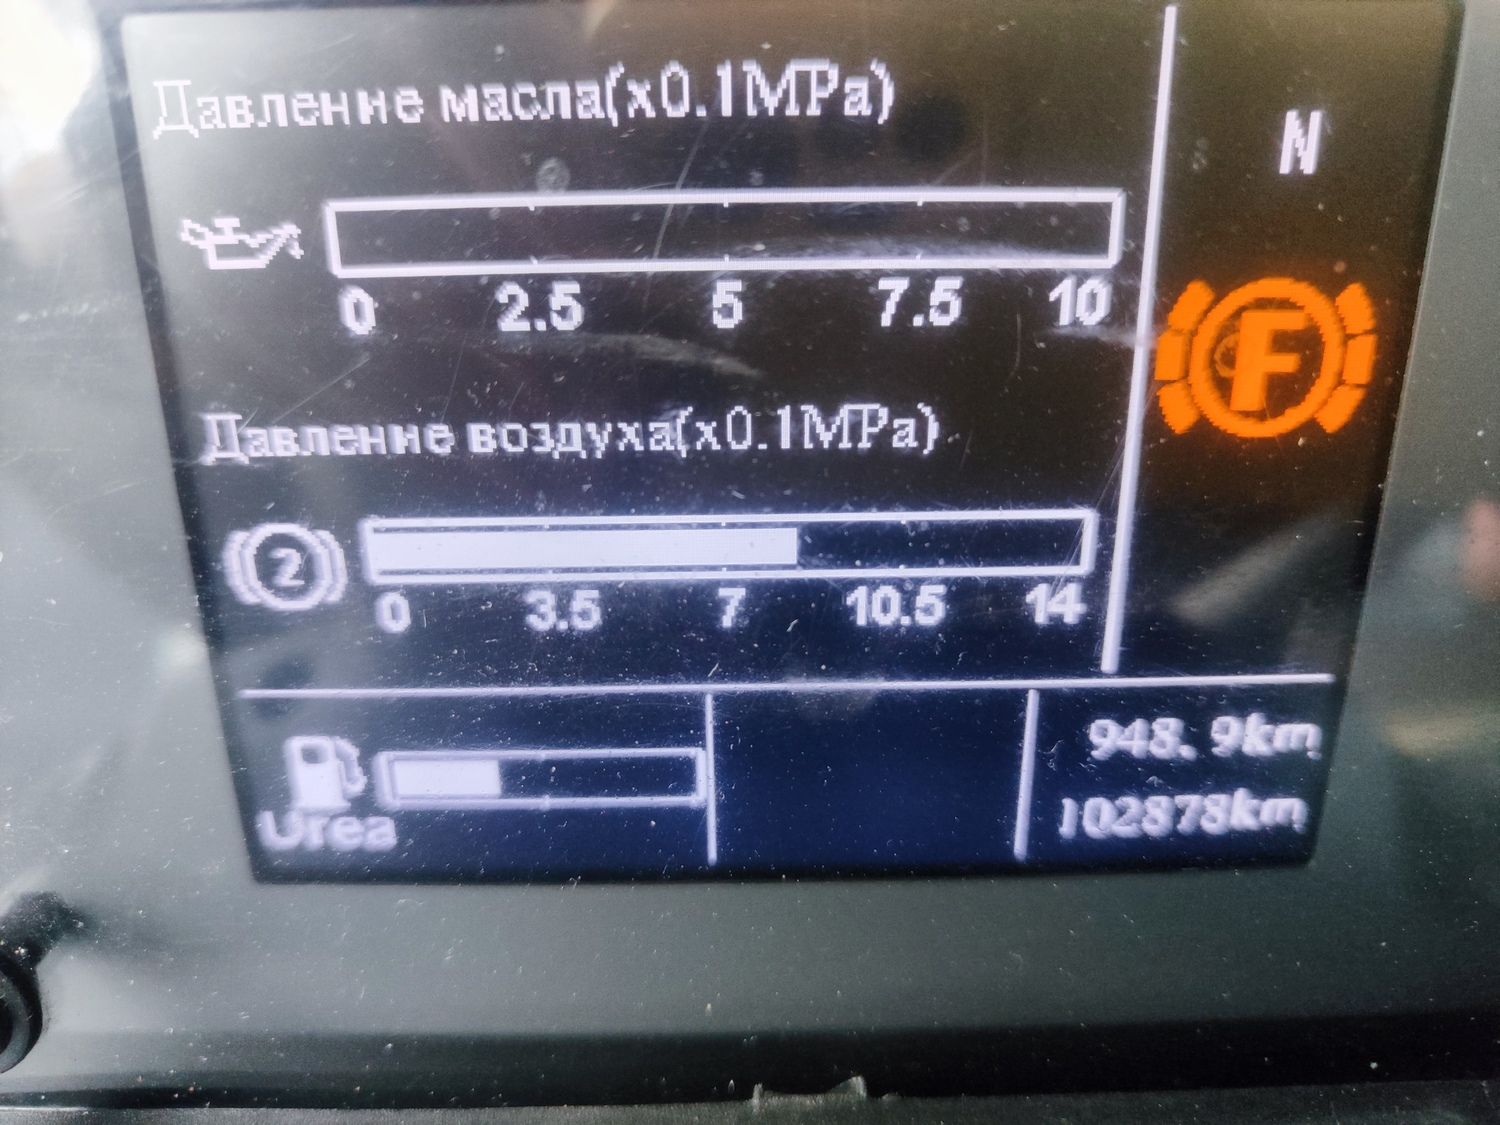 Давление масла(x0.1MPa)
N
0 2.5 5 7.5 10
F
Давление воздуха(x0.1MPa)
2
0 3.5 7 10.5 14
948.9km
Urea
102878km